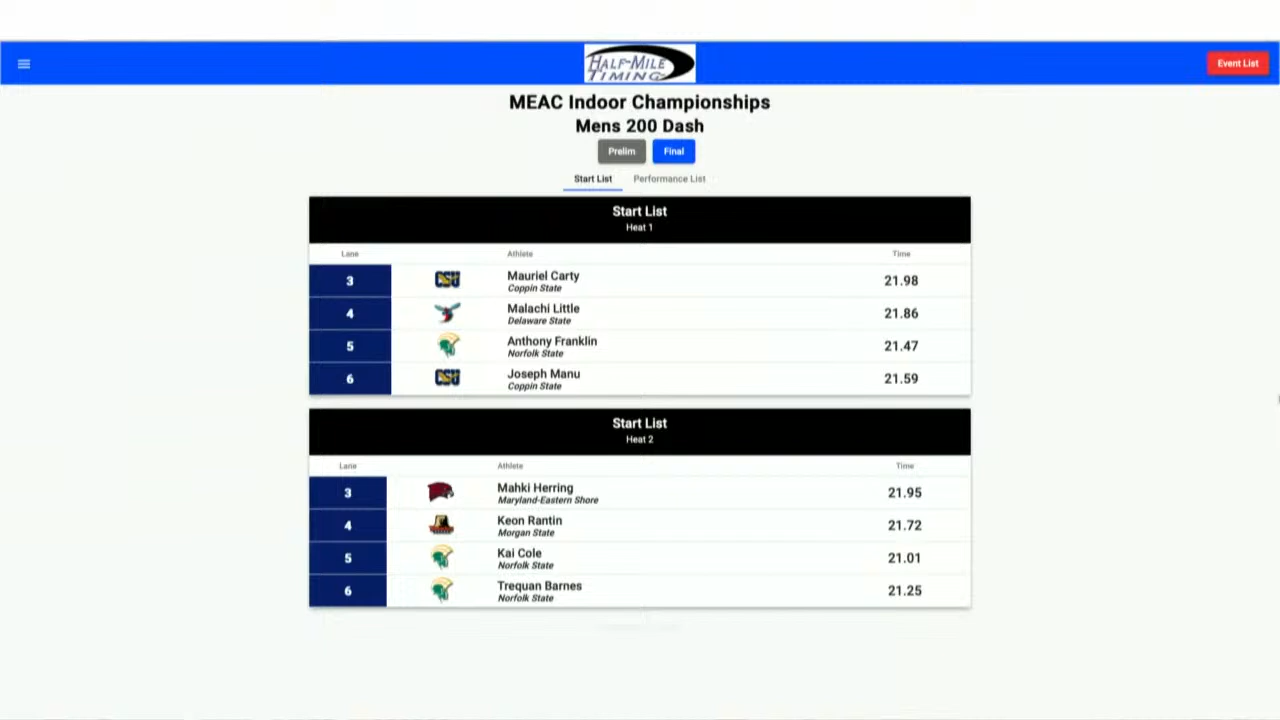 HALF-MILE
TIMING
Event List
MEAC Indoor Championships
Mens 200 Dash
Prelim Final
Start List Performance List
Start List
Heat 1
Lane Athlete Time
3 CSU Mauriel Carty 21.98
Coppin State
4 Malachi Little 21.86
Delaware State
5 Anthony Franklin 21.47
Norfolk State
6 CSU Joseph Manu 21.59
Coppin State
Start List
Heat 2
Lane Athlete Time
3 Mahki Herring 21.95
Maryland-Eastern Shore
4 Keon Rantin 21.72
Morgan State
5 Kai Cole 21.01
Norfolk State
6 Trequan Barnes 21.25
Norfolk State